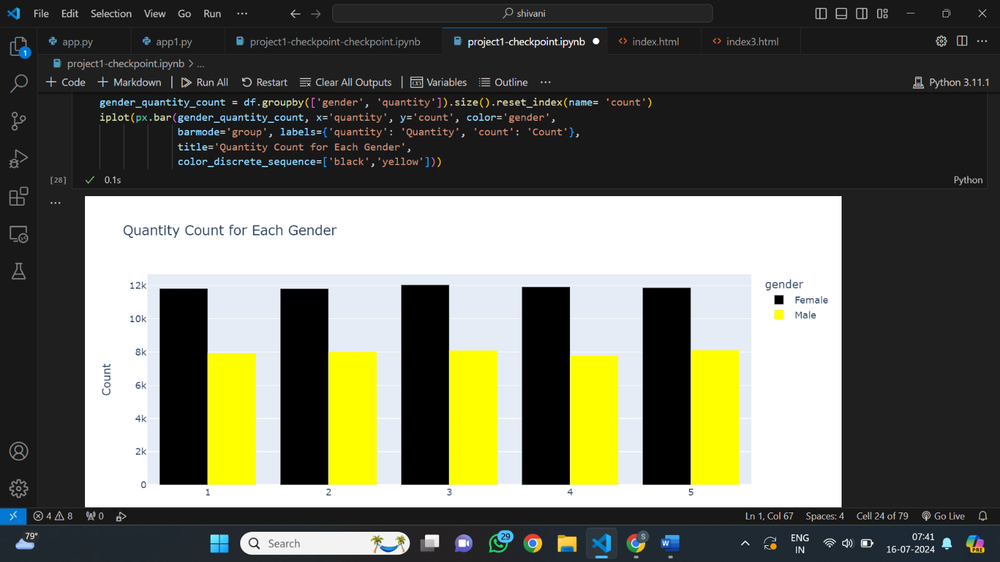 File Edit Selection View Go Run ···
shivani
1
app.py app1.py project1-checkpoint-checkpoint.ipynb project1-checkpoint.ipynb index.html index3.html
project1-checkpoint.ipynb > ...
+ Code + Markdown | Run All Restart Clear All Outputs | Variables Outline ··· Python 3.11.1
gender_quantity_count = df.groupby(['gender', 'quantity']).size().reset_index(name= 'count')
iplot(px.bar(gender_quantity_count, x='quantity', y='count', color='gender',
barmode='group', labels={'quantity': 'Quantity', 'count': 'Count'},
title='Quantity Count for Each Gender',
color_discrete_sequence=['black','yellow']))
[28] 0.1s Python
Quantity Count for Each Gender
gender
Female
Male
12k
10k
8k
6k
4k
2k
0
Count
1 2 3 4 5
4 8 0 Ln 1, Col 67 Spaces: 4 Cell 24 of 79 Go Live
79° Search 29 S W ENG IN 07:41 16-07-2024 PRE